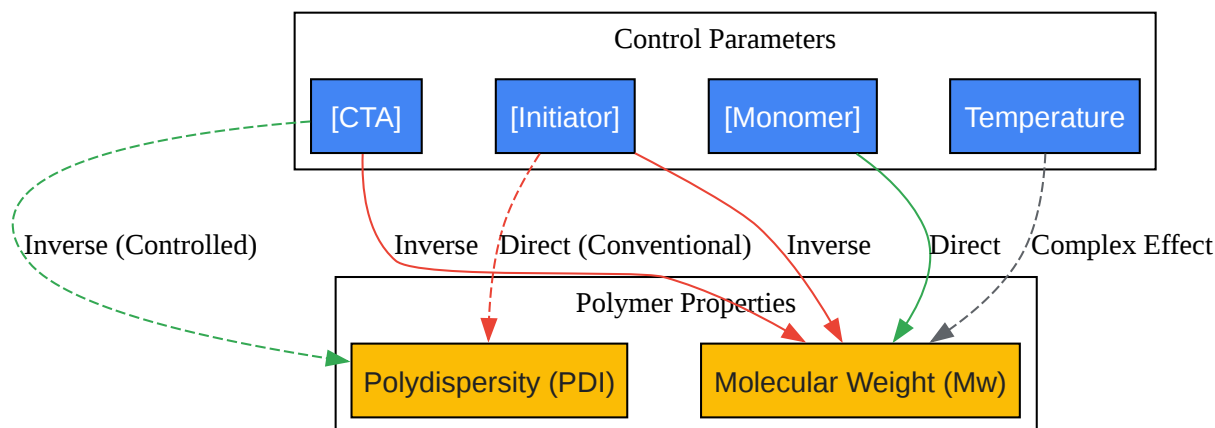 Control Parameters
[CTA]
[Initiator]
[Monomer]
Temperature
Inverse (Controlled)
Inverse
Direct (Conventional)
Inverse
Direct
Complex Effect
Polymer Properties
Polydispersity (PDI)
Molecular Weight (Mw)